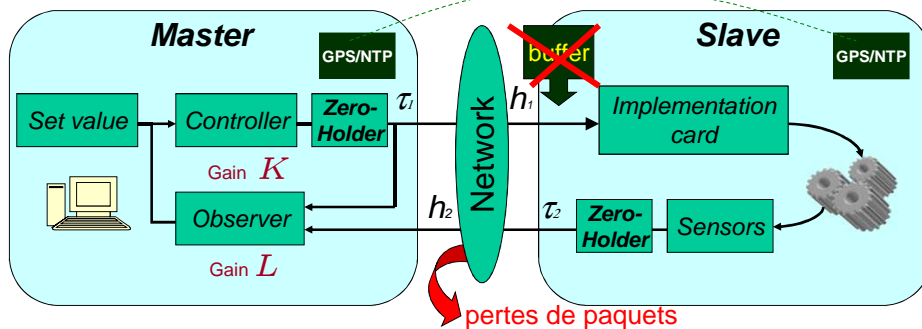 Master
GPS/NTP
buffer
Slave
GPS/NTP
Set value
Controller
Zero-
Holder
τ1
h1
Implementation
card
Gain K
Network
Observer
h2
τ2
Zero-
Holder
Sensors
Gain L
pertes de paquets